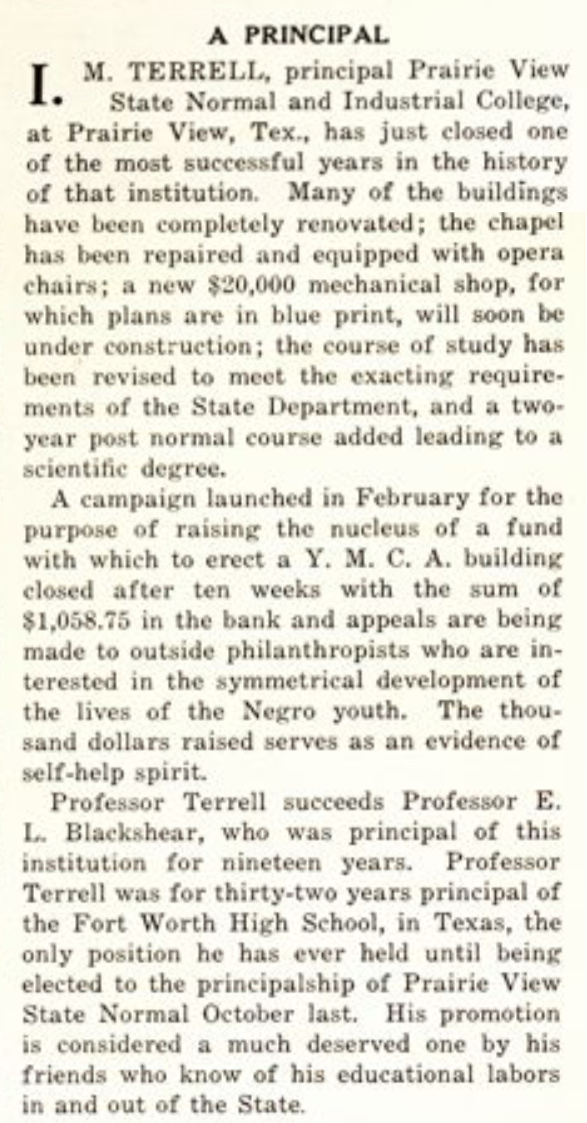 A PRINCIPAL
I. M. TERRELL, principal Prairie View
State Normal and Industrial College,
at Prairie View, Tex., has just closed one
of the most successful years in the history
of that institution. Many of the buildings
have been completely renovated; the chapel
has been repaired and equipped with opera
chairs; a new $20,000 mechanical shop, for
which plans are in blue print, will soon be
under construction; the course of study has
been revised to meet the exacting require-
ments of the State Department, and a two-
year post normal course added leading to a
scientific degree.
A campaign launched in February for the
purpose of raising the nucleus of a fund
with which to erect a Y. M. C. A. building
closed after ten weeks with the sum of
$1,058.75 in the bank and appeals are being
made to outside philanthropists who are in-
terested in the symmetrical development of
the lives of the Negro youth. The thou-
sand dollars raised serves as an evidence of
self-help spirit.
Professor Terrell succeeds Professor E.
L. Blackshear, who was principal of this
institution for nineteen years. Professor
Terrell was for thirty-two years principal of
the Fort Worth High School, in Texas, the
only position he has ever held until being
elected to the principalship of Prairie View
State Normal October last. His promotion
is considered a much deserved one by his
friends who know of his educational labors
in and out of the State.